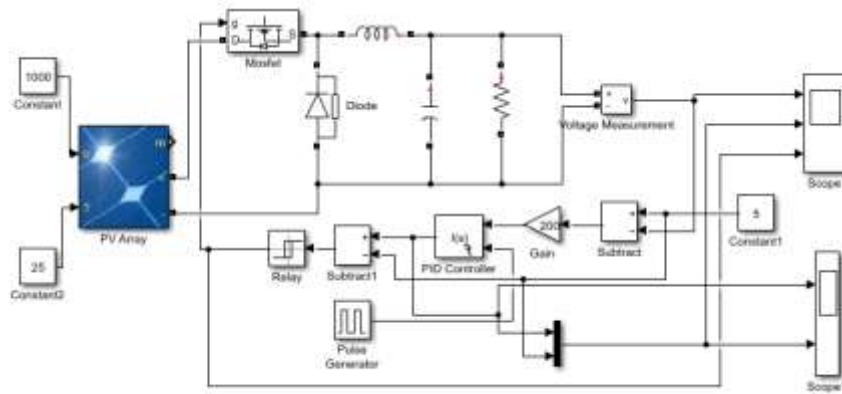 g
D
S
Mosfet
1000
Constant
Diode
+
-
v
Voltage Measurement
m
+
-
PV Array
Scope
25
Constant2
Relay
+
-
Subtract1
I(s)
PID Controller
200
Gain
+
-
Subtract
5
Constant1
Pulse
Generator
Scope